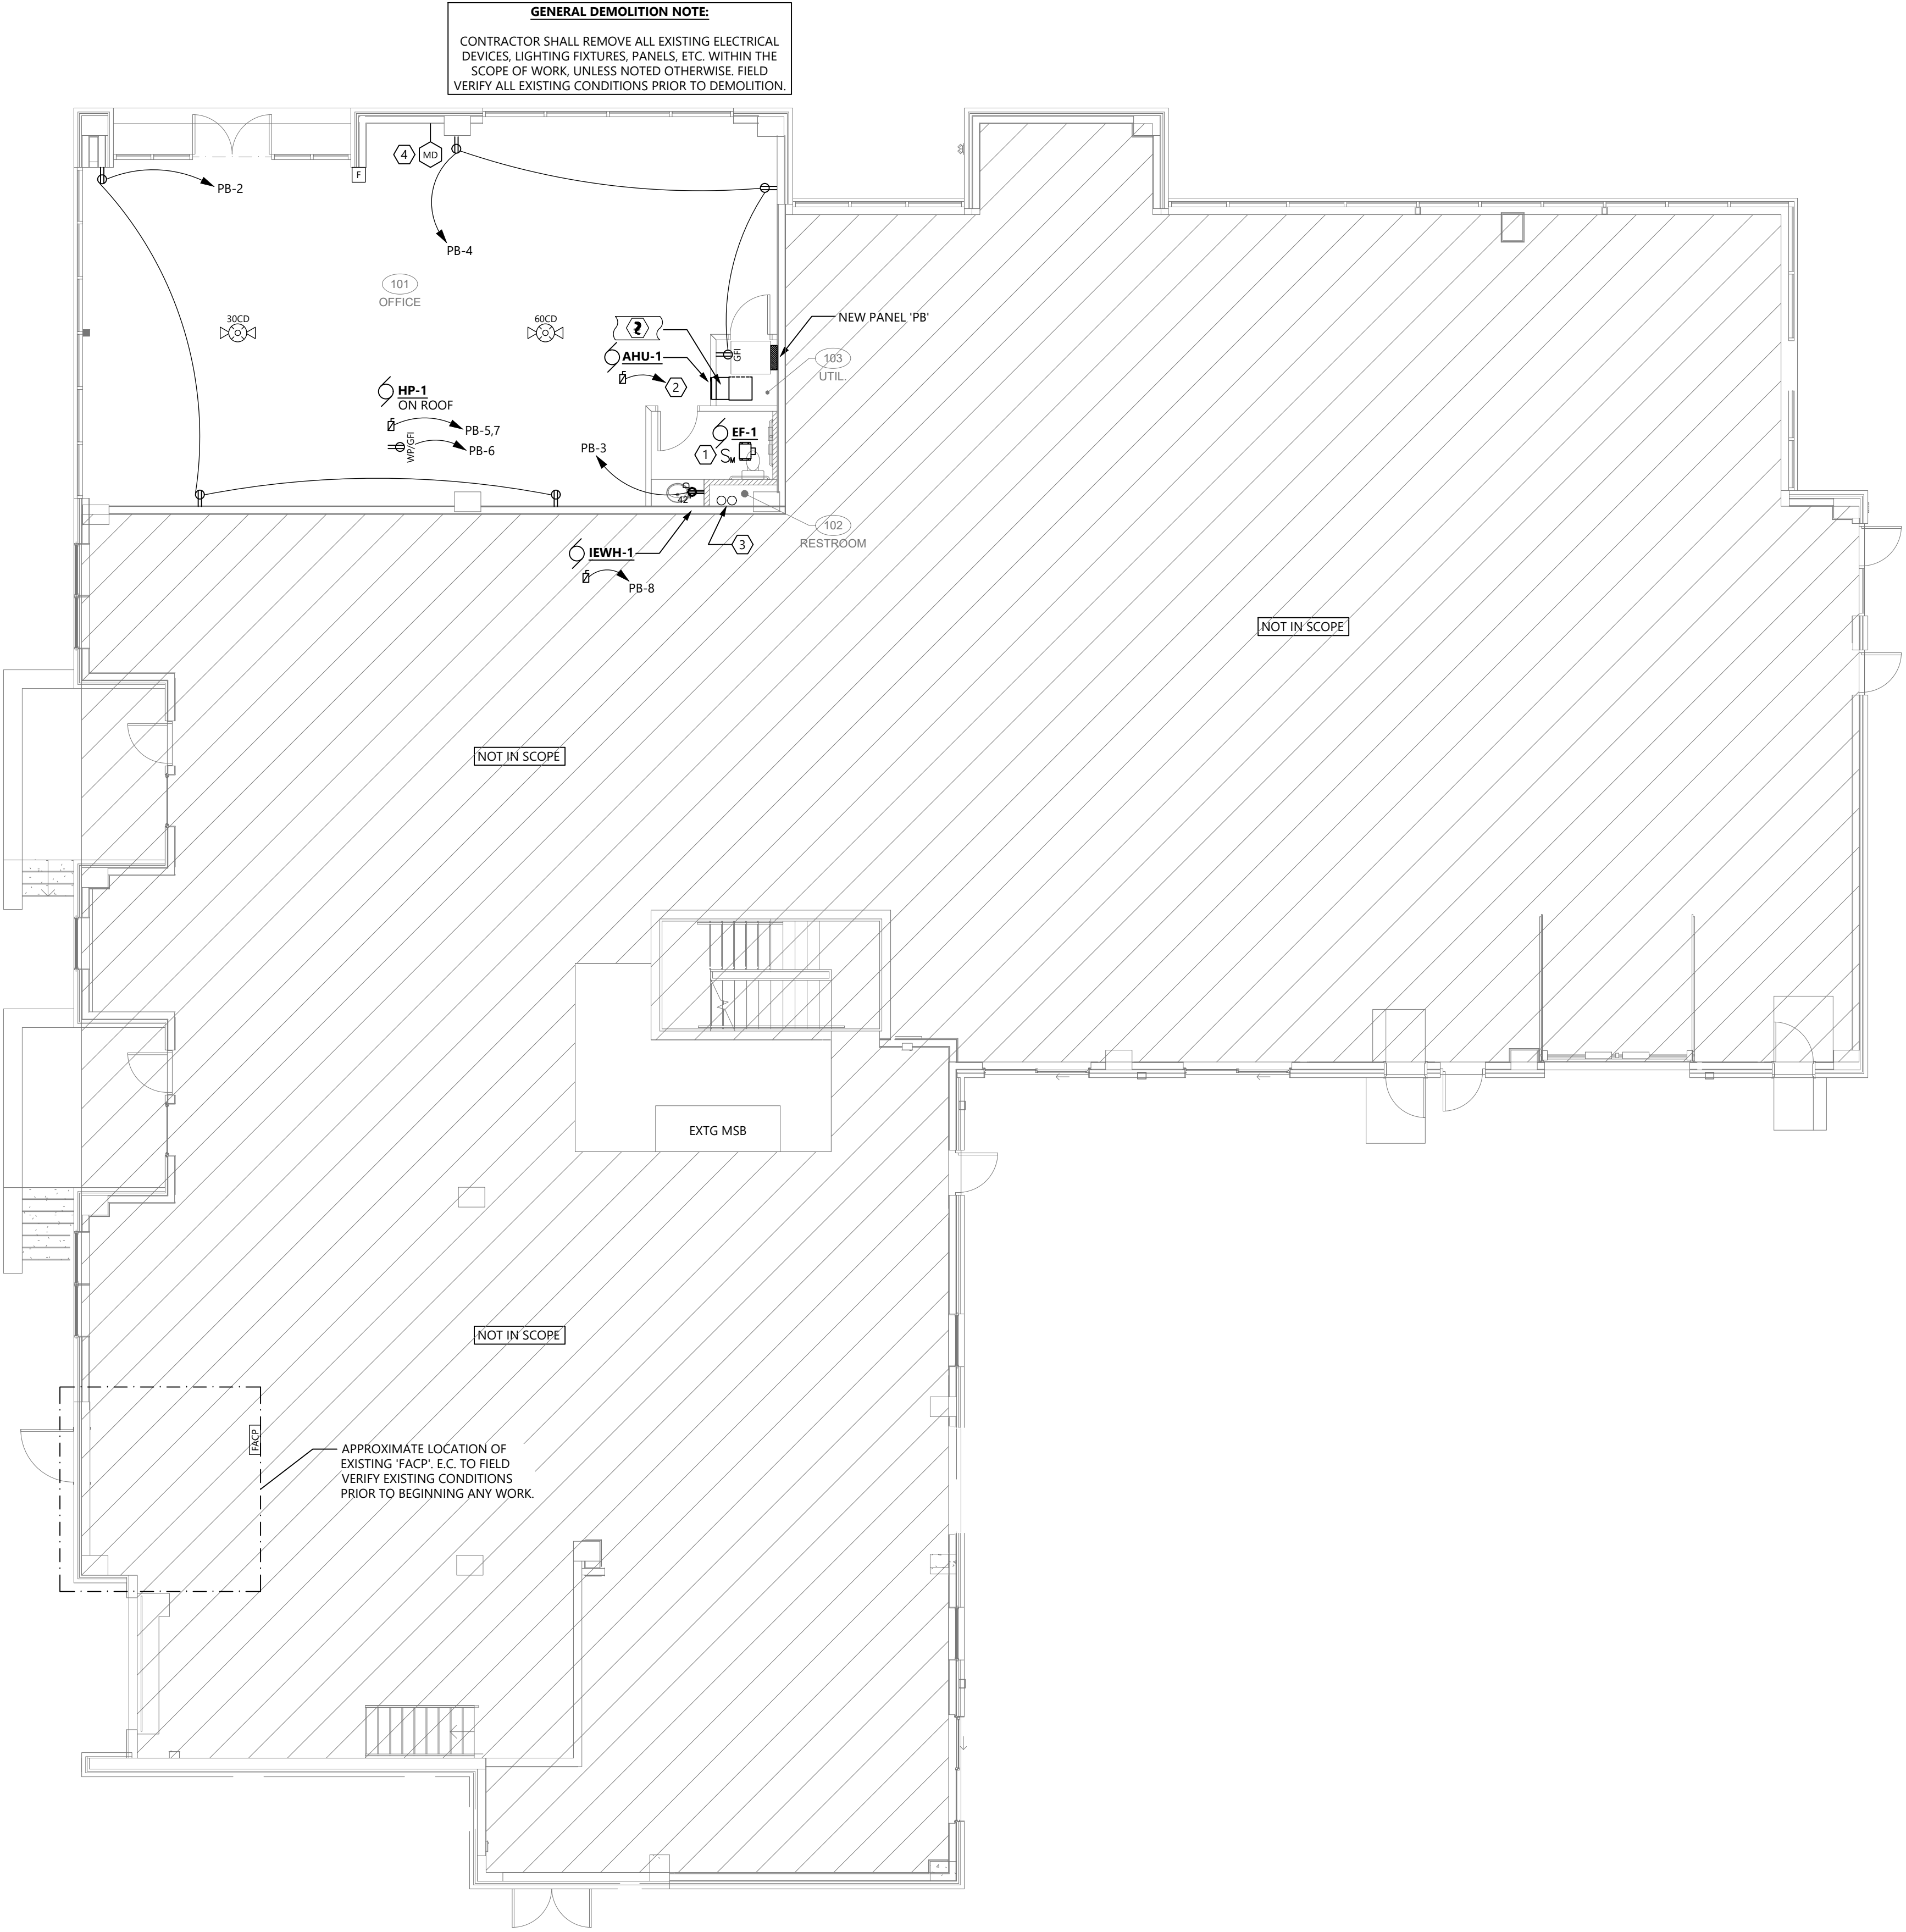 GENERAL DEMOLITION NOTE:
CONTRACTOR SHALL REMOVE ALL EXISTING ELECTRICAL
DEVICES, LIGHTING FIXTURES, PANELS, ETC. WITHIN THE
SCOPE OF WORK, UNLESS NOTED OTHERWISE. FIELD
VERIFY ALL EXISTING CONDITIONS PRIOR TO DEMOLITION.
4
MD
F
PB-2
PB-4
101
OFFICE
30CD
60CD
NEW PANEL 'PB'
2
GFI
AHU-1
103
UTIL.
2
HP-1
ON ROOF
PB-5,7
WP/GFI
PB-6
EF-1
PB-3
1
SM
42"
102
RESTROOM
3
IEWH-1
PB-8
NOT IN SCOPE
NOT IN SCOPE
EXTG MSB
NOT IN SCOPE
FACP
APPROXIMATE LOCATION OF
EXISTING 'FACP'. E.C. TO FIELD
VERIFY EXISTING CONDITIONS
PRIOR TO BEGINNING ANY WORK.